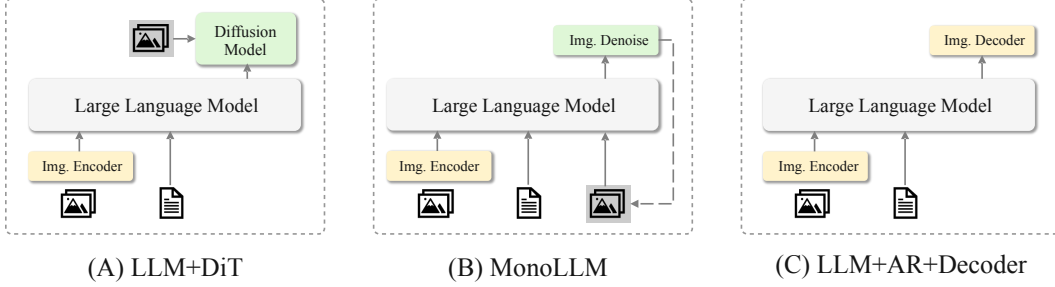 Diffusion
Model
Large Language Model
Img. Encoder
(A) LLM+DiT
Img. Denoise
Large Language Model
Img. Encoder
(B) MonoLLM
Img. Decoder
Large Language Model
Img. Encoder
(C) LLM+AR+Decoder